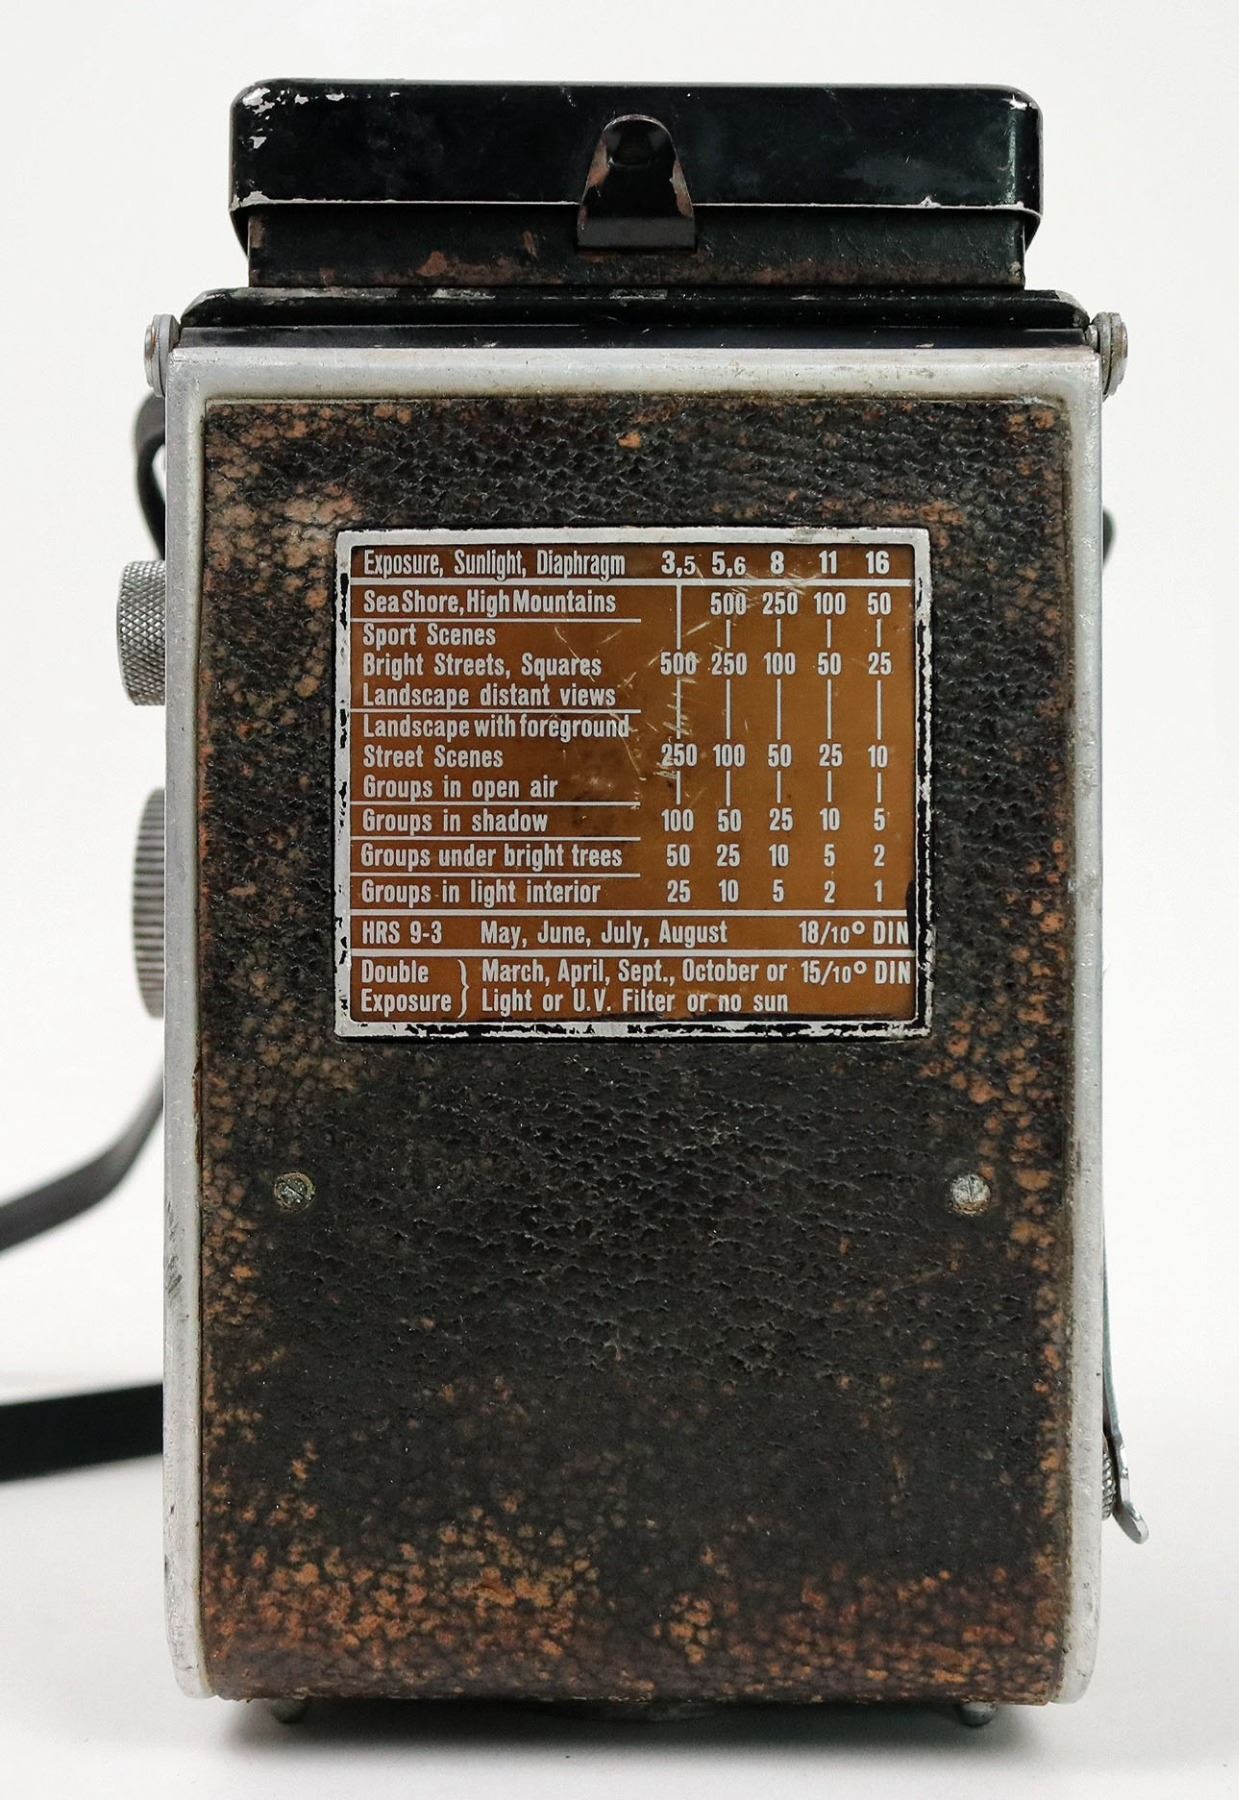 Exposure, Sunlight, Diaphragm 3,5 5,6 8 11 16
Sea Shore, High Mountains 500 250 100 50
Sport Scenes
Bright Streets, Squares 500 250 100 50 25
Landscape distant views
Landscape with foreground
Street Scenes 250 100 50 25 10
Groups in open air
Groups in shadow 100 50 25 10 5
Groups under bright trees 50 25 10 5 2
Groups in light interior 25 10 5 2 1
HRS 9-3 May, June, July, August 18/10° DIN
Double March, April, Sept., October or 15/10° DIN
Exposure Light or U.V. Filter or no sun